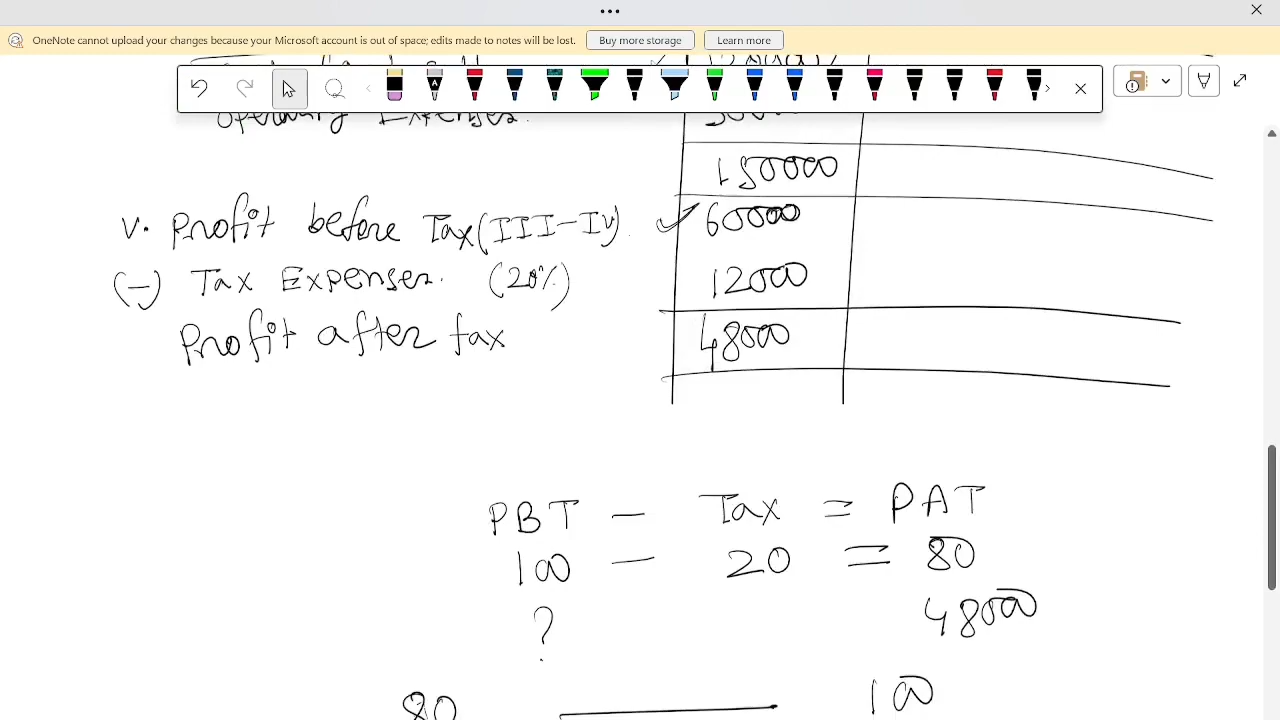 OneNote cannot upload your changes because your Microsoft account is out of space; edits made to notes will be lost. Buy more storage Learn more
Operating Expenses.
150000
V. Profit before Tax (III-IV). ✓ 60000
(-) Tax Expenses. (20%) 12000
Profit after tax 48000
PBT - Tax = PAT
100 - 20 = 80
? 48000
80 — 100